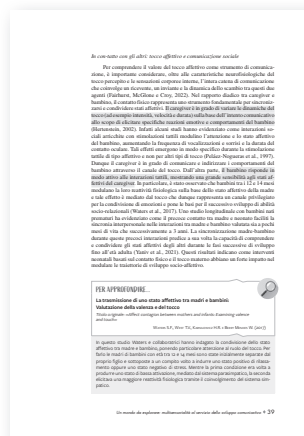 In con-tatto con gli altri: tocco affettivo e comunicazione sociale
Per comprendere il valore del tocco affettivo come strumento di comunica-
zione, è importante considerare, oltre alle caratteristiche neurofisiologiche del
tocco percepito e le sensazioni corporee interne, l'intera catena di comunicazione
che coinvolge un ricevente, un inviante e la dinamica dello scambio tra questi due
agenti (Fairhurst, McGlone e Croy, 2022). Nel rapporto diadico tra caregiver e
bambino, il contatto fisico rappresenta uno strumento fondamentale per sincroniz-
zarsi e condividere stati affettivi. Il caregiver è in grado di variare le dinamiche del
tocco (ad esempio intensità, velocità e durata) sulla base dell'intento comunicativo
allo scopo di elicitare specifiche reazioni emotive e comportamenti del bambino
(Hertenstein, 2002). Infatti alcuni studi hanno evidenziato come interazioni so-
ciali arricchite con stimolazioni tattili modulino l'attenzione e lo stato affettivo
del bambino, aumentando la frequenza di vocalizzazioni e sorrisi e la durata del
contatto oculare. Tali effetti emergono in modo specifico durante la stimolazione
tattile di tipo affettivo e non per altri tipi di tocco (Peláez-Nogueras et al., 1997).
Dunque il caregiver è in grado di comunicare e indirizzare i comportamenti del
bambino attraverso il canale del tocco. Dall'altra parte, il bambino risponde in
modo attivo alle interazioni tattili, mostrando una grande sensibilità agli stati af-
fettivi del caregiver. In particolare, è stato osservato che bambini tra i 12 e i 14 mesi
modulano la loro reattività fisiologica sulla base dello stato affettivo della madre
e tale effetto è mediato dal tocco che dunque rappresenta un canale privilegiato
per la condivisione di emozioni e pone le basi per il successivo sviluppo di abilità
socio-relazionali (Waters et al., 2017). Uno studio longitudinale con bambini nati
prematuri ha evidenziato come il precoce contatto tra madre e neonato faciliti la
sincronia interpersonale nelle interazioni tra madre e bambino valutata sia a pochi
mesi di vita che successivamente a 3 anni. La sincronizzazione madre-bambino
durante queste precoci interazioni predice a sua volta la capacità di comprendere
e condividere gli stati affettivi degli altri durante le fasi successive di sviluppo
fino all'età adulta (Yaniv et al., 2021). Questi risultati indicano come interventi
neonatali basati sul contatto fisico e il tocco materno abbiano un forte impatto nel
modulare la traiettoria di sviluppo socio-affettivo.
PER APPROFONDIRE...
La trasmissione di uno stato affettivo tra madri e bambini:
Valutazione della valenza e del tocco
In questo studio Waters e collaboratori hanno indagato la condivisione dello stato
affettivo tra madre e bambino, ponendo particolare attenzione al ruolo del tocco. Per
farlo le madri di bambini con età tra 12 e 14 mesi sono state inizialmente separate dal
proprio figlio e sottoposte a un compito volto a indurre uno stato positivo di rilassa-
mento oppure uno stato negativo di stress. Mentre la prima condizione era volta a
produrre uno stato di bassa attivazione, mediato dal sistema parasimpatico, la seconda
elicitava una maggiore reattività fisiologica tramite il coinvolgimento del sistema sim-
patico.
Un mondo da esplorare: multisensorialità al servizio dello sviluppo comunicativo • 39